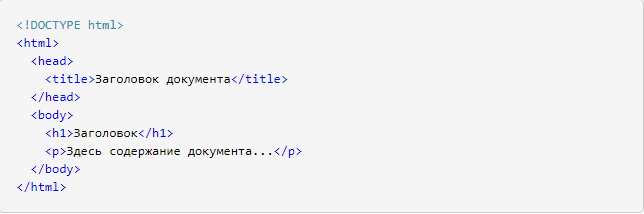 <!DOCTYPE html>
<html>
  <head>
    <title>Заголовок документа</title>
  </head>
  <body>
    <h1>Заголовок</h1>
    <p>Здесь содержание документа...</p>
  </body>
</html>